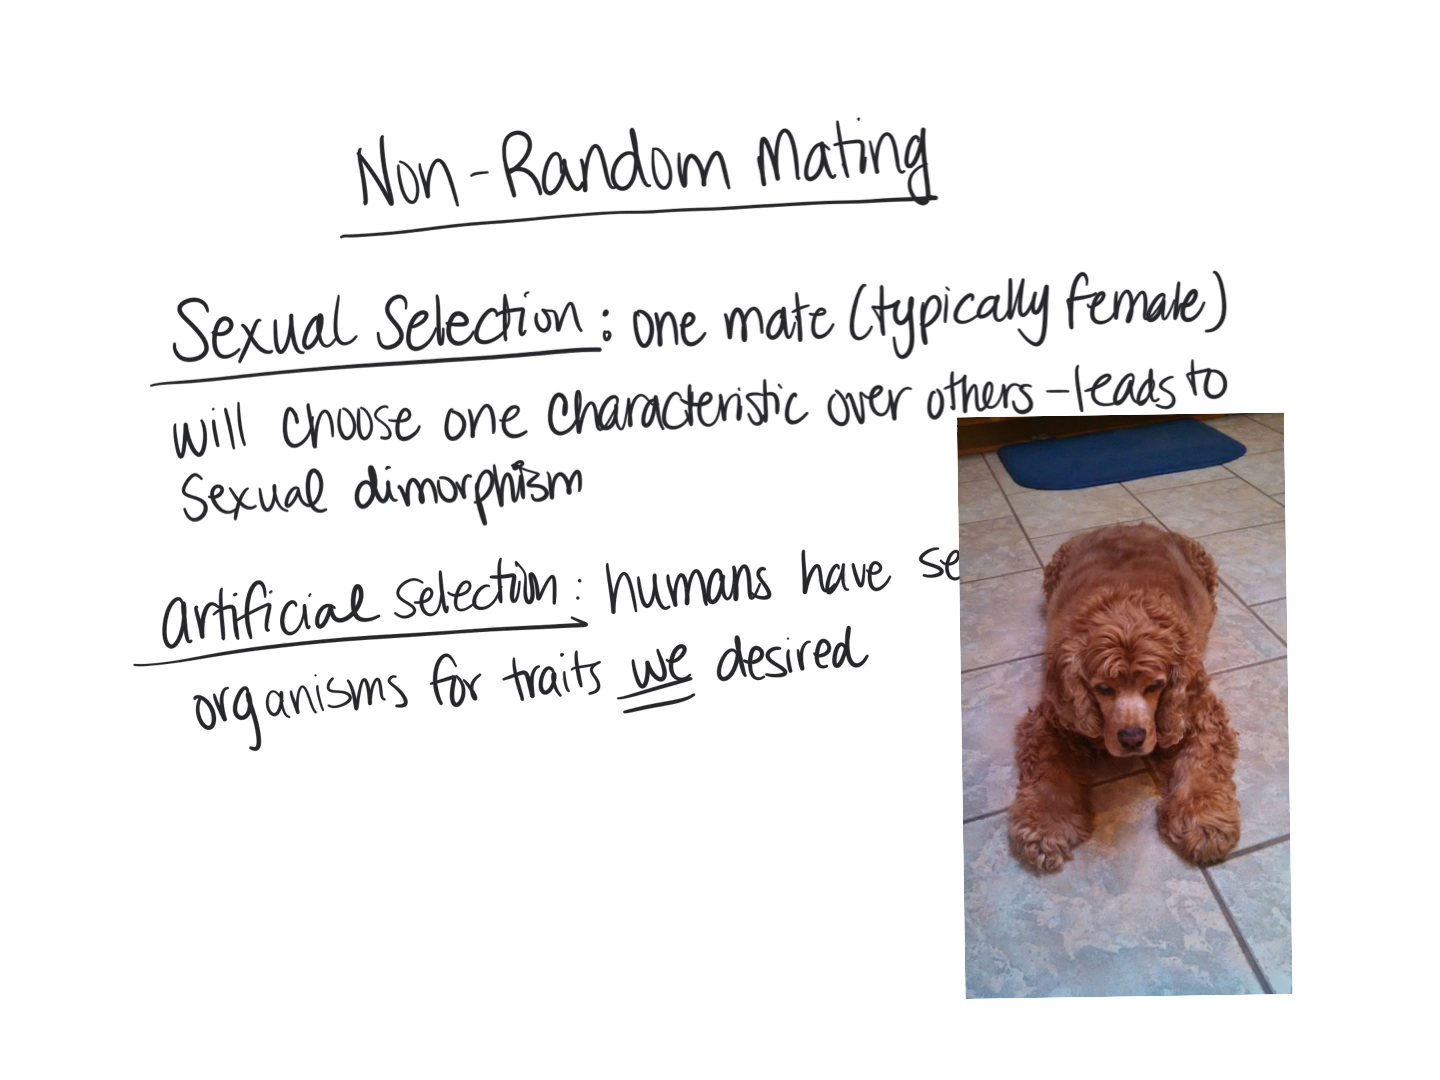 Non-Random Mating
Sexual Selection: one mate (typically female)
will choose one characteristic over others - leads to
Sexual dimorphism
artificial selection: humans have se
organisms for traits we desired